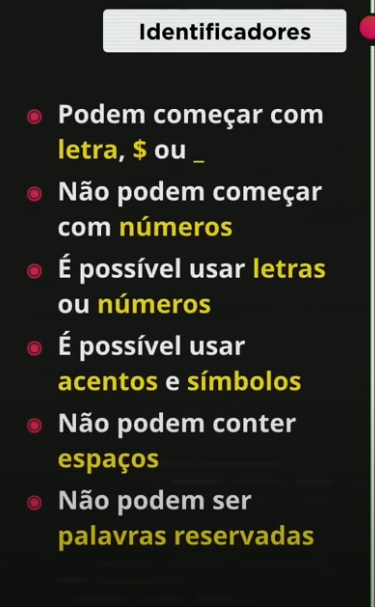 Identificadores
Podem começar com
letra, $ ou _
Não podem começar
com números
É possível usar letras
ou números
É possível usar
acentos e símbolos
Não podem conter
espaços
Não podem ser
palavras reservadas